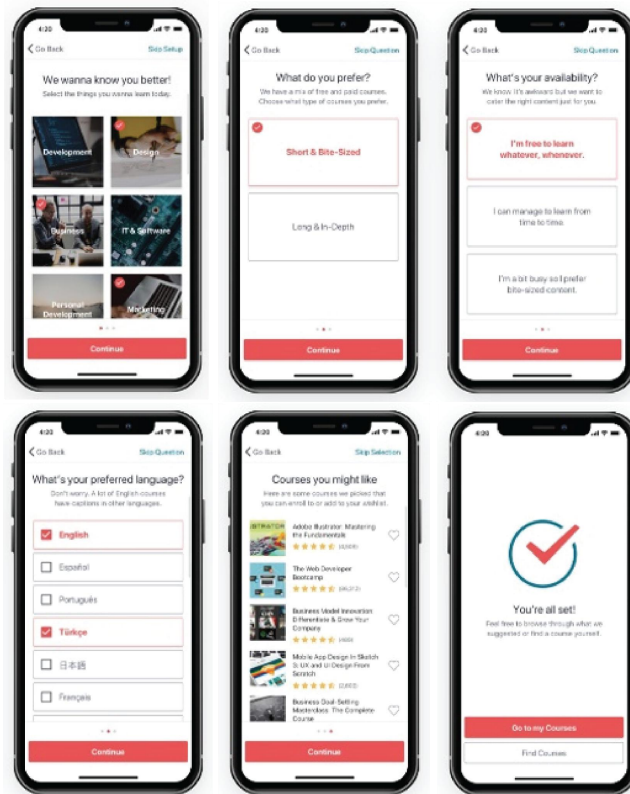 4:20
Go Back
Skip Setup
We wanna know you better!
Select the things you wanna learn today.
Development
Design
Business
IT & Software
Personal
Development
Marketing
Continue
4:20
Go Back
Skip Question
What do you prefer?
We have a mix of free and paid courses.
Choose what type of courses you prefer.
Short & Bite-Sized
Long & In-Depth
Continue
4:20
Go Back
Skip Question
What's your availability?
We know it's awkward but we want to
cater the right content just for you.
I'm free to learn
whatever, whenever.
I can manage to learn from
time to time.
I'm a bit busy so I prefer
bite-sized content.
Continue
4:20
Go Back
Skip Question
What's your preferred language?
Don't worry. A lot of English courses
have captions in other languages.
English
Español
Português
Türkçe
日本語
Français
Continue
4:20
Go Back
Skip Selection
Courses you might like
Here are some courses we picked that
you can enroll to or add to your wishlist.
Adobe Illustrator: Mastering
the Fundamentals
The Web Developer
Bootcamp
Business Model Innovation
Differentiate & Grow Your
Company
Mobile App Design In Sketch
3: UX and UI Design From
Scratch
Business Goal-Setting
Masterclass: The Complete
Course
Continue
4:20
You're all set!
Feel free to browse through what we
suggested or find a course yourself.
Go to my Courses
Find Courses